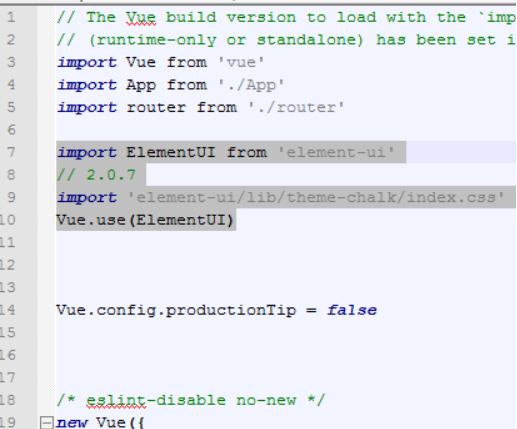 1 // The Vue build version to load with the `imp
2 // (runtime-only or standalone) has been set i
3 import Vue from 'vue'
4 import App from './App'
5 import router from './router'
6
7 import ElementUI from 'element-ui'
8 // 2.0.7
9 import 'element-ui/lib/theme-chalk/index.css'
10 Vue.use(ElementUI)
11
12
13
14 Vue.config.productionTip = false
15
16
17
18 /* eslint-disable no-new */
19 new Vue({